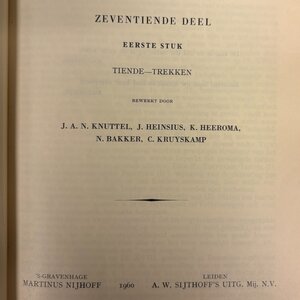 ZEVENTIENDE DEEL
EERSTE STUK
TIENDE—TREKKEN
BEWERKT DOOR
J. A. N. KNUTTEL, J. HEINSIUS, K. HEEROMA,
N. BAKKER, C. KRUYSKAMP
'S-GRAVENHAGE
MARTINUS NIJHOFF
1960
LEIDEN
A. W. SIJTHOFF'S UITG. Mij. N.V.